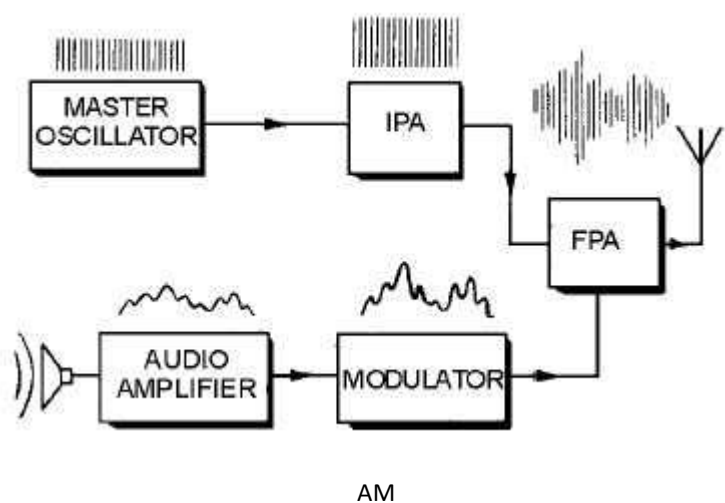 MASTER
OSCILLATOR
IPA
FPA
AUDIO
AMPLIFIER
MODULATOR
AM